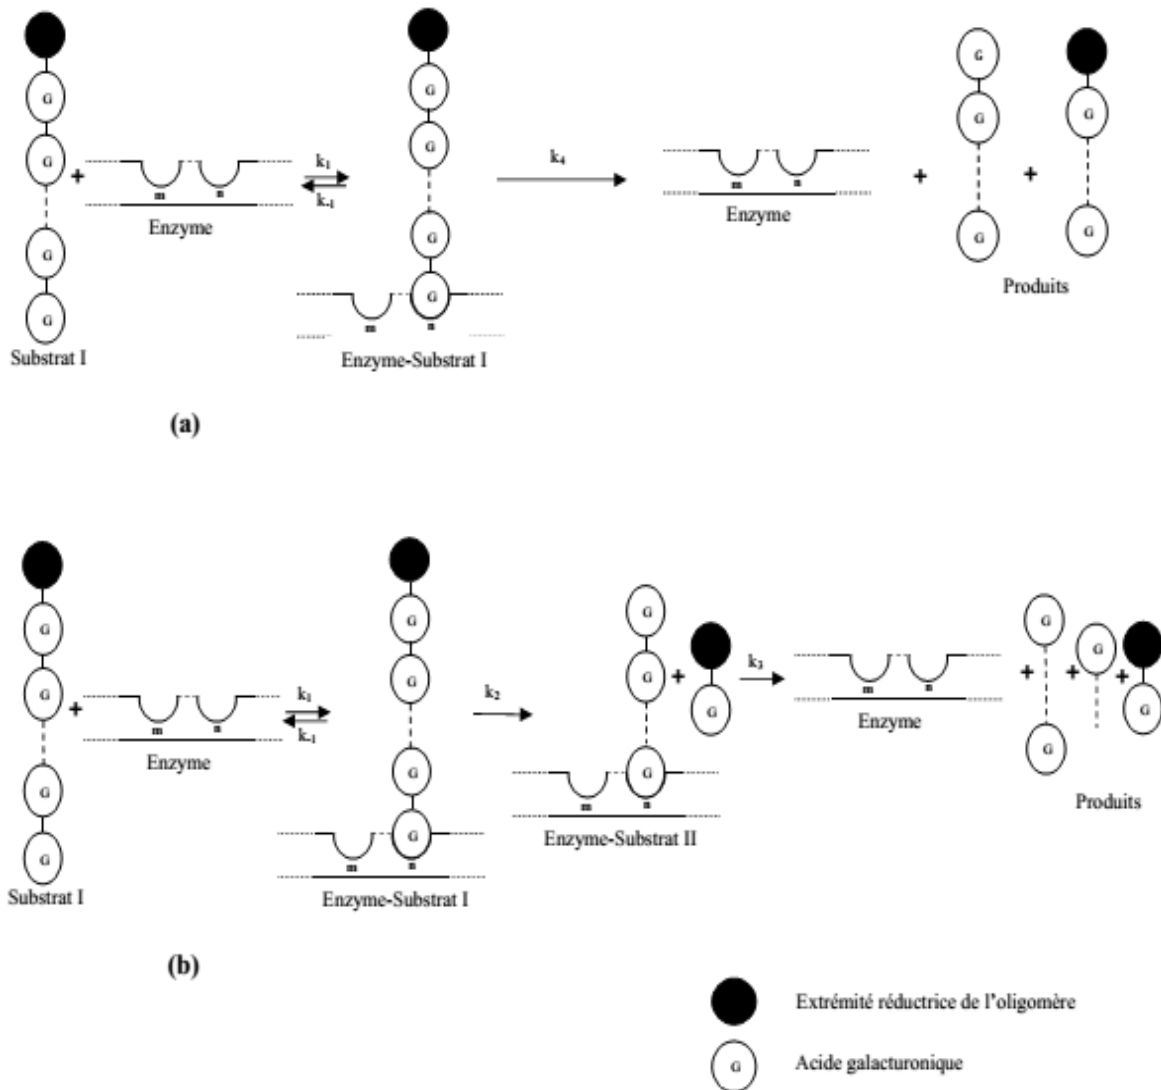 G
G
G
G
Substrat I
+
m
n
Enzyme
k1
k-1
G
G
G
G
m
n
Enzyme-Substrat I
k4
m
n
Enzyme
+
G
G
G
+
G
G
Produits
(a)
G
G
G
G
Substrat I
+
m
n
Enzyme
k1
k-1
G
G
G
G
m
n
Enzyme-Substrat I
k2
G
G
G
m
n
Enzyme-Substrat II
+
G
k3
m
n
Enzyme
+
G
G
+
G
+
G
Produits
(b)
Extrémité réductrice de l'oligomère
G
Acide galacturonique